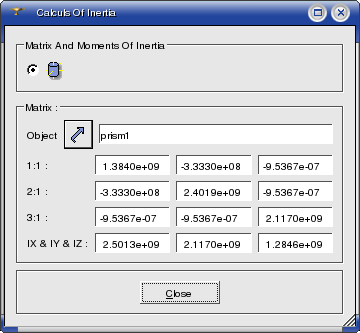 Calculs Of Inertia
Matrix And Moments Of Inertia
Matrix :
Object prism1
1:1 : 1.3840e+09 -3.3330e+08 -9.5367e-07
2:1 : -3.3330e+08 2.4019e+09 -9.5367e-07
3:1 : -9.5367e-07 -9.5367e-07 2.1170e+09
IX & IY & IZ : 2.5013e+09 2.1170e+09 1.2846e+09
Close